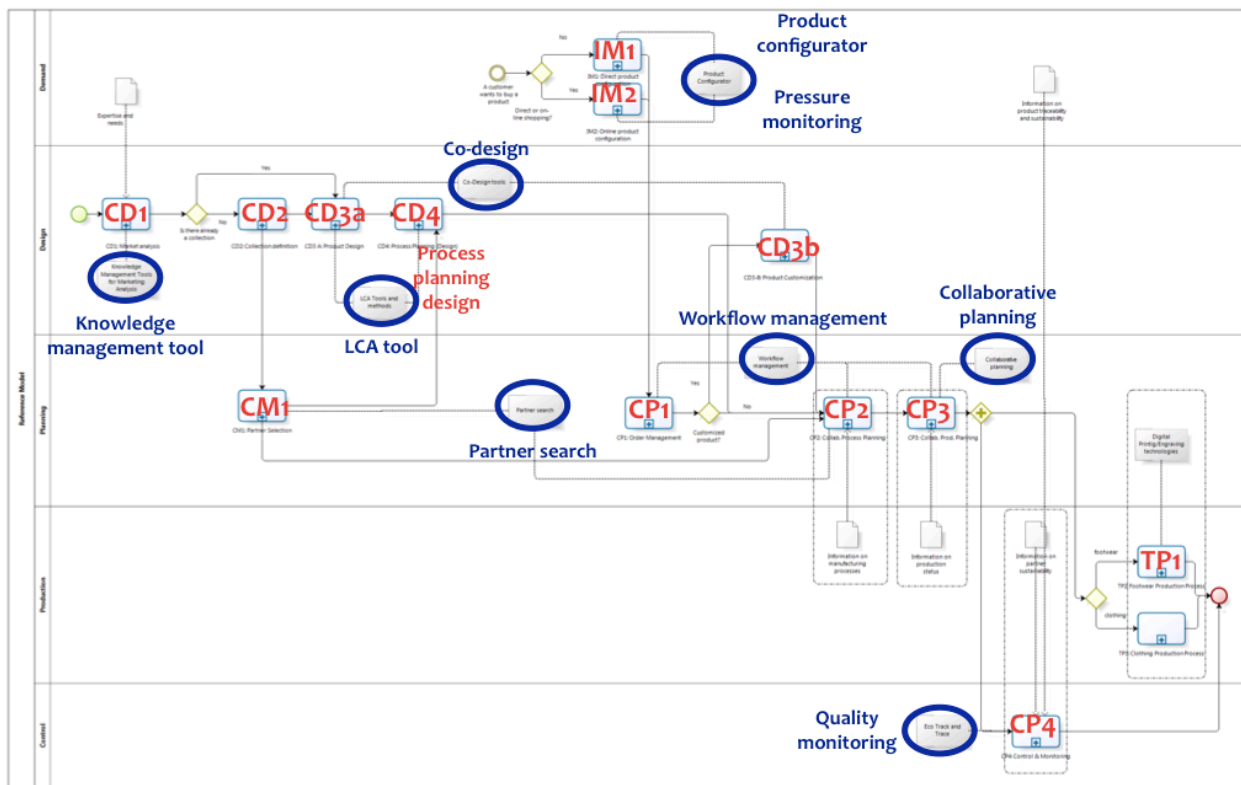 Reference Model
Demand
Design
Planning
Production
Control
Product
configurator
Pressure
monitoring
No
Yes
IM1
IM1: Direct product
IM2
IM2: Online product
configuration
A customer
wants to buy a
product
Direct or on-
line shopping?
Product
Configurator
Expertise and
needs
Information on
product traceability
and sustainability
Co-design
Co-Design tools
Yes
No
Is there already
a collection
CD1
CD1: Market analysis
CD2
CD2: Collection definition
CD3a
CD3-A: Product Design
CD4
CD4: Process Planning (Design)
CD3b
CD3-B: Product Customization
Knowledge
Management Tools
for Marketing
Analysis
Knowledge
management tool
LCA Tools and
methods
LCA tool
Process
planning
design
Workflow management
Workflow
management
Collaborative
planning
Collaborative
planning
CM1
CM1: Partner Selection
Partner search
Partner search
CP1
CP1: Order Management
Yes
No
Customized
product?
CP2
CP2: Collab. Process Planning
CP3
CP3: Collab. Prod. Planning
Digital
Printig/Engraving
technologies
Information on
manufacturing
processes
Information on
production
status
Information on
partner
sustainability
footwear
clothing
TP1
TP2: Footwear Production Process
TP3: Clothing Production Process
Quality
monitoring
Eco Track and
Trace
CP4
CP4: Control & Monitoring